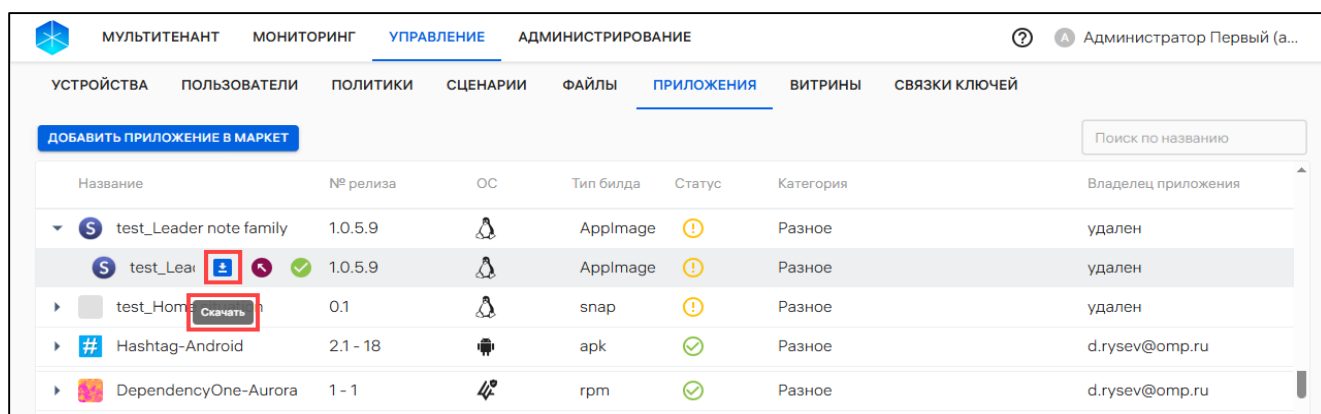 МУЛЬТИТЕНАНТ МОНИТОРИНГ УПРАВЛЕНИЕ АДМИНИСТРИРОВАНИЕ ? А Администратор Первый (а...
УСТРОЙСТВА ПОЛЬЗОВАТЕЛИ ПОЛИТИКИ СЦЕНАРИИ ФАЙЛЫ ПРИЛОЖЕНИЯ ВИТРИНЫ СВЯЗКИ КЛЮЧЕЙ
ДОБАВИТЬ ПРИЛОЖЕНИЕ В МАРКЕТ Поиск по названию
Название № релиза ОС Тип билда Статус Категория Владелец приложения
S test_Leader note family 1.0.5.9 AppImage Разное удален
S test_Lea 1.0.5.9 AppImage Разное удален
test_Hom 0.1 snap Разное удален
Скачать
# Hashtag-Android 2.1 - 18 apk Разное d.rysev@omp.ru
DependencyOne-Aurora 1 - 1 rpm Разное d.rysev@omp.ru